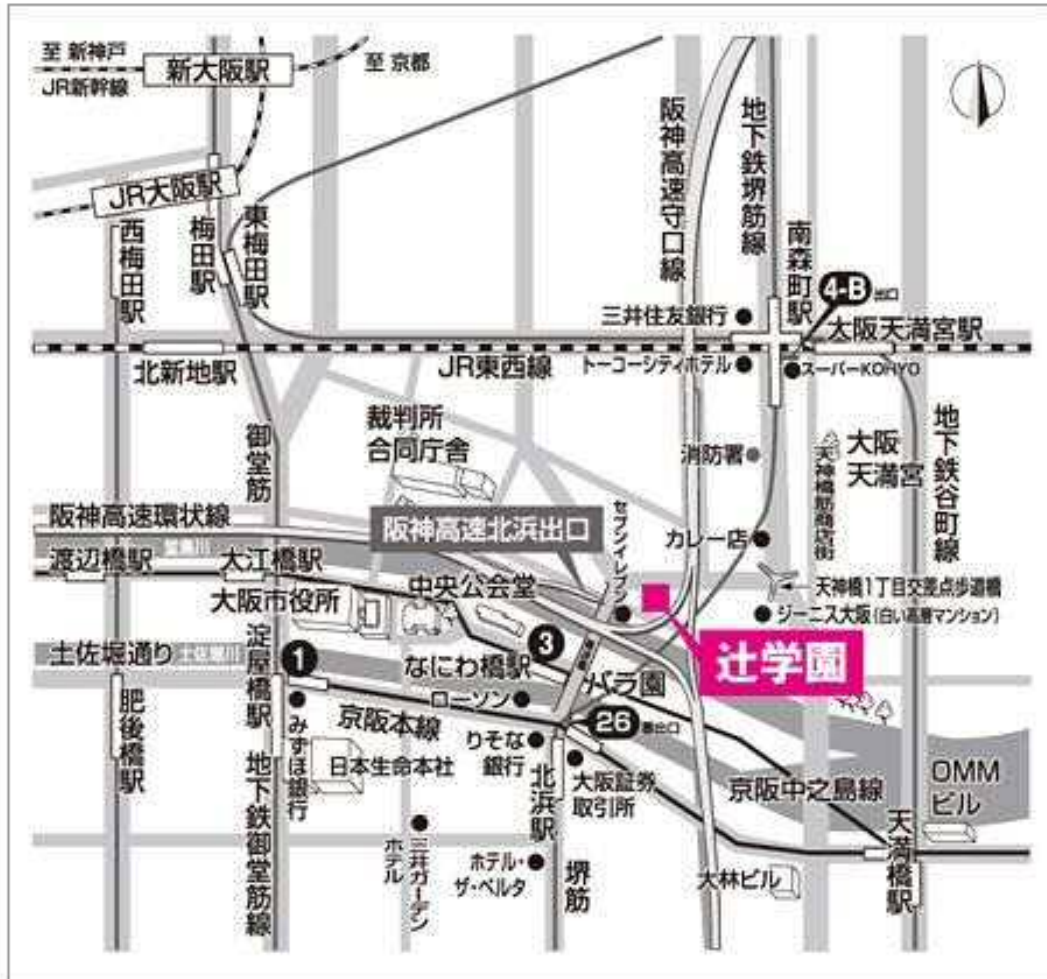 至 新神戸
JR新幹線
新大阪駅
至 京都
JR大阪駅
西梅田駅
梅田駅
東梅田駅
阪神高速守口線
地下鉄堺筋線
南森町駅
4-B 出口
三井住友銀行
大阪天満宮駅
北新地駅
JR東西線
トーコーシティホテル
スーパーKOHYO
御堂筋
裁判所
合同庁舎
消防署
天神橋筋商店街
大阪
天満宮
地下鉄谷町線
阪神高速環状線
堂島川
阪神高速北浜出口
セブンイレブン
カレー店
渡辺橋駅
大江橋駅
中央公会堂
天神橋1丁目交差点歩道橋
大阪市役所
ジーニス大阪(白い高層マンション)
辻学園
土佐堀通り
土佐堀川
淀屋橋駅
1
なにわ橋駅
3
バラ園
ローソン
26
番出口
肥後橋駅
みずほ銀行
京阪本線
日本生命本社
りそな
銀行
北浜駅
大阪証券
取引所
京阪中之島線
OMM
ビル
天満橋駅
地下鉄御堂筋線
三井ガーデン
ホテル
ホテル・
ザ・ベルタ
堺筋
大林ビル